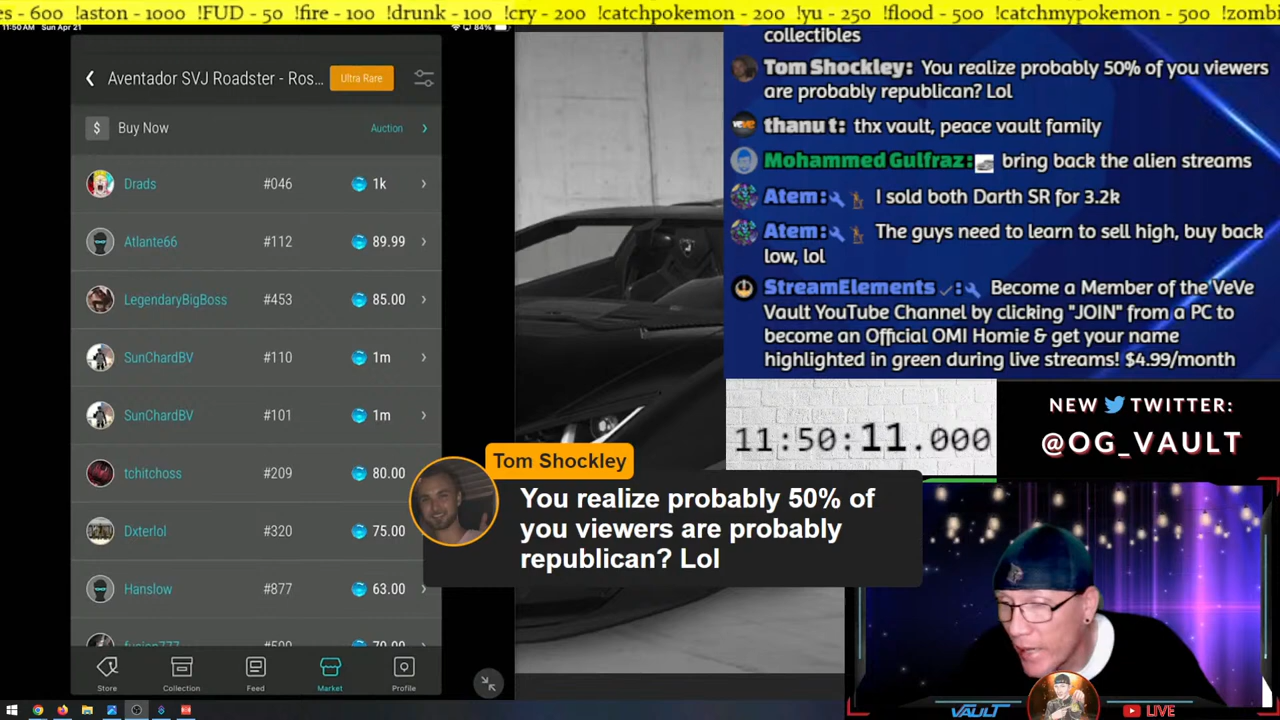 es - 600 !aston - 1000 !FUD - 50 !fire - 100 !drunk - 100 !cry - 200 !catchpokemon - 200 !yu - 250 !flood - 500 !catchmypokemon - 500 !zombi
11:50 AM Sun Apr 21
84%
Aventador SVJ Roadster - Ros...
Ultra Rare
$ Buy Now
Auction
Drads #046 1k
Atlante66 #112 89.99
LegendaryBigBoss #453 85.00
SunChardBV #110 1m
SunChardBV #101 1m
tchitchoss #209 80.00
Dxterlol #320 75.00
Hanslow #877 63.00
Store
Collection
Feed
Market
Profile
collectibles
Tom Shockley: You realize probably 50% of you viewers
are probably republican? Lol
thanu t: thx vault, peace vault family
Mohammed Gulfraz: bring back the alien streams
Atem: I sold both Darth SR for 3.2k
Atem: The guys need to learn to sell high, buy back
low, lol
StreamElements: Become a Member of the VeVe
Vault YouTube Channel by clicking "JOIN" from a PC to
become an Official OMI Homie & get your name
highlighted in green during live streams! $4.99/month
11:50:11.000
NEW TWITTER:
@OG_VAULT
Tom Shockley
You realize probably 50% of
you viewers are probably
republican? Lol
VAULT
LIVE